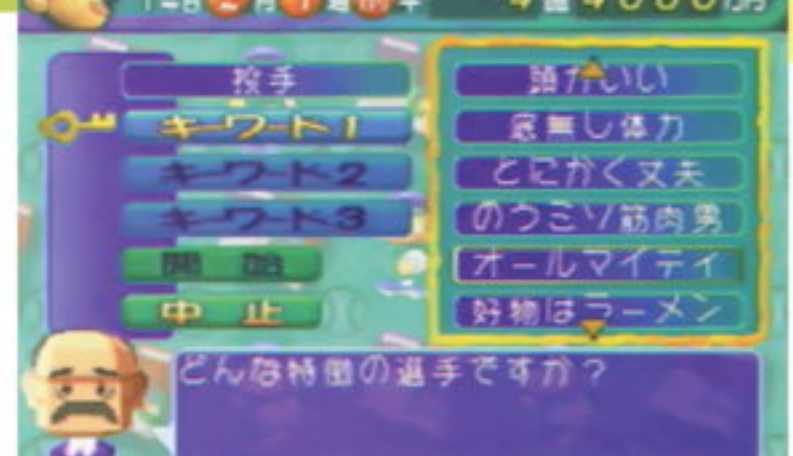 投手
キーワード1
キーワード2
キーワード3
開始
中止
頭がいい
底無し体力
とにかく丈夫
のうミソ筋肉男
オールマイティ
好物はラーメン
どんな特徴の選手ですか?